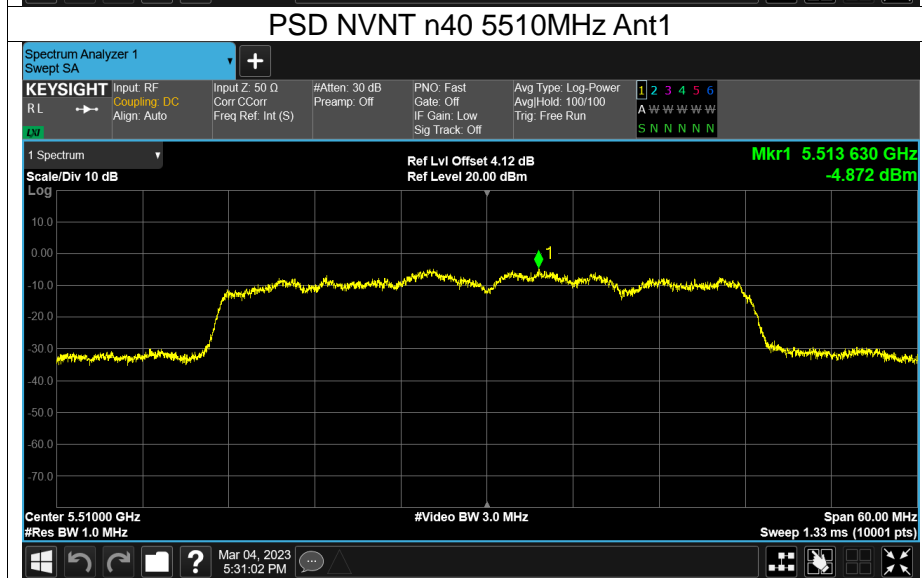 PSD NVNT n40 5510MHz Ant1
Spectrum Analyzer 1
Swept SA
+
KEYSIGHT
RL
LXI
Input: RF
Coupling: DC
Align: Auto
Input Z: 50 Ω
Corr CCorr
Freq Ref: Int (S)
#Atten: 30 dB
Preamp: Off
PNO: Fast
Gate: Off
IF Gain: Low
Sig Track: Off
Avg Type: Log-Power
Avg|Hold: 100/100
Trig: Free Run
1 2 3 4 5 6
A W W W W W
S N N N N N
1 Spectrum
Scale/Div 10 dB
Log
Ref Lvl Offset 4.12 dB
Ref Level 20.00 dBm
Mkr1 5.513 630 GHz
-4.872 dBm
10.0
0.00
-10.0
-20.0
-30.0
-40.0
-50.0
-60.0
-70.0
1
Center 5.51000 GHz
#Res BW 1.0 MHz
#Video BW 3.0 MHz
Span 60.00 MHz
Sweep 1.33 ms (10001 pts)
?
Mar 04, 2023
5:31:02 PM